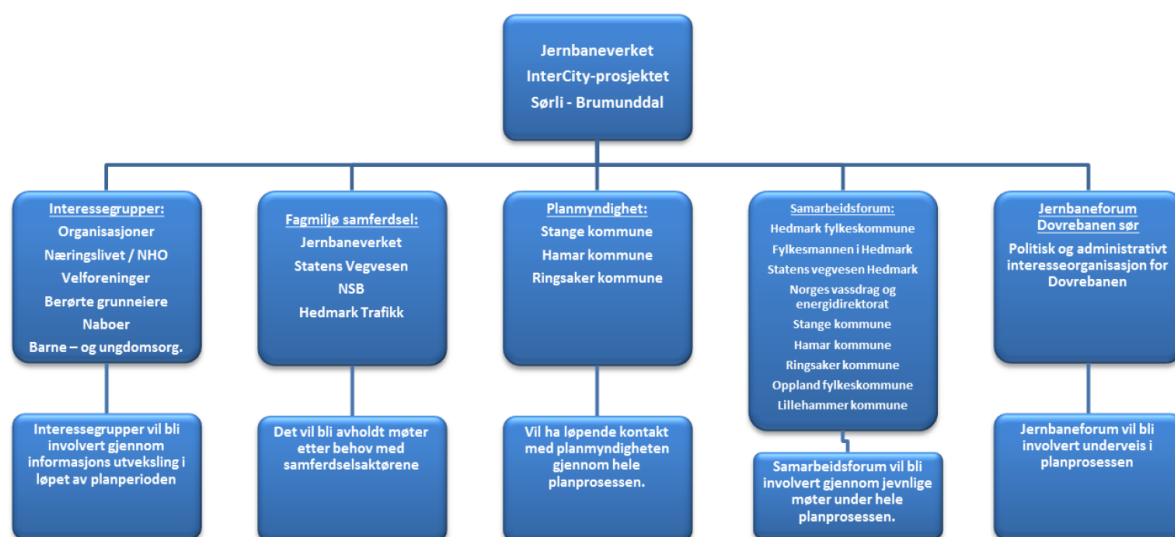 Jernbaneverket
InterCity-prosjektet
Sørli - Brumunddal
Interessegrupper:
Organisasjoner
Næringslivet / NHO
Velforeninger
Berørte grunneiere
Naboer
Barne – og ungdomsorg.
Fagmiljø samferdsel:
Jernbaneverket
Statens Vegvesen
NSB
Hedmark Trafikk
Planmyndighet:
Stange kommune
Hamar kommune
Ringsaker kommune
Samarbeidsforum:
Hedmark fylkeskommune
Fylkesmannen i Hedmark
Statens vegvesen Hedmark
Norges vassdrag og
energidirektorat
Stange kommune
Hamar kommune
Ringsaker kommune
Oppland fylkeskommune
Lillehammer kommune
Jernbaneforum
Dovrebanen sør
Politisk og administrativt
interesseorganisasjon for
Dovrebanen
Interessegrupper vil bli
involvert gjennom
informasjons utveksling i
løpet av planperioden
Det vil bli avholdt møter
etter behov med
samferdselsaktørene
Vil ha løpende kontakt
med planmyndigheten
gjennom hele
planprosessen.
Samarbeidsforum vil bli
involvert gjennom jevnlige
møter under hele
planprosessen.
Jernbaneforum vil bli
involvert underveis i
planprosessen